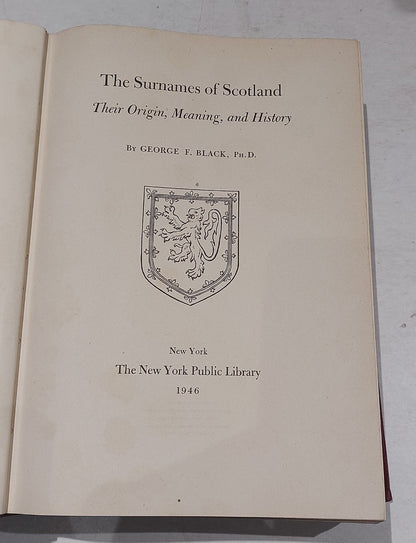 The Surnames of Scotland
Their Origin, Meaning, and History
By GEORGE F. BLACK, Ph.D.
New York
The New York Public Library
1946